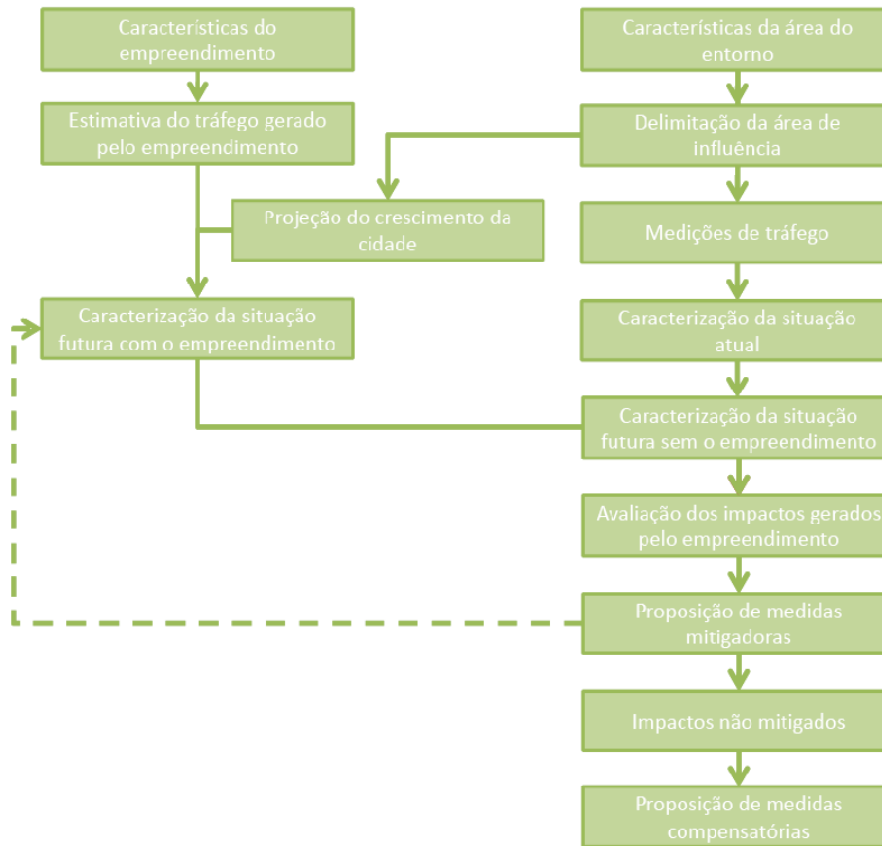 Características do
empreendimento
Características da área do
entorno
Estimativa do tráfego gerado
pelo empreendimento
Delimitação da área de
influência
Projeção do crescimento da
cidade
Medições de tráfego
Caracterização da situação
futura com o empreendimento
Caracterização da situação
atual
Caracterização da situação
futura sem o empreendimento
Avaliação dos impactos gerados
pelo empreendimento
Proposição de medidas
mitigadoras
Impactos não mitigados
Proposição de medidas
compensatórias